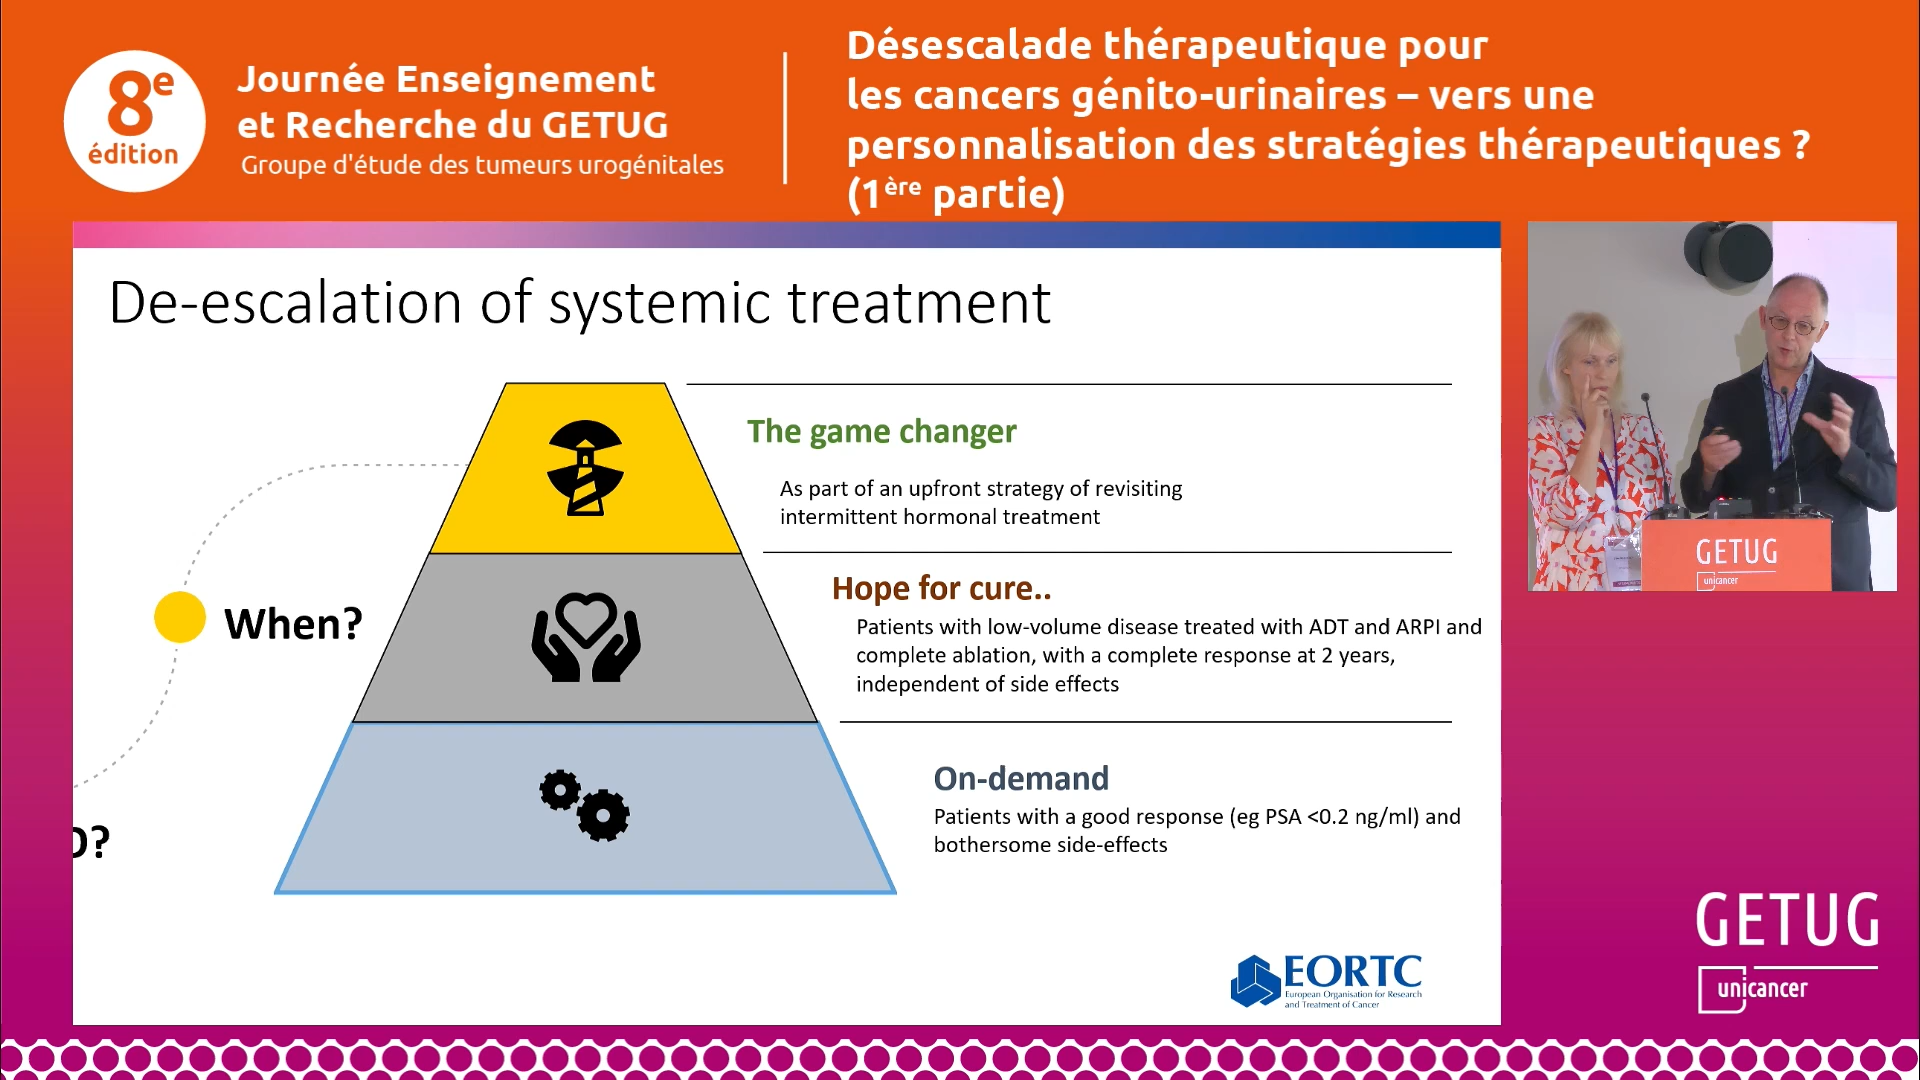 8e
édition
Journée Enseignement
et Recherche du GETUG
Groupe d'étude des tumeurs urogénitales
Désescalade thérapeutique pour
les cancers génito-urinaires – vers une
personnalisation des stratégies thérapeutiques ?
(1ère partie)
De-escalation of systemic treatment
The game changer
As part of an upfront strategy of revisiting
intermittent hormonal treatment
When?
Hope for cure..
Patients with low-volume disease treated with ADT and ARPI and
complete ablation, with a complete response at 2 years,
independent of side effects
On-demand
Patients with a good response (eg PSA <0.2 ng/ml) and
bothersome side-effects
?
EORTC
European Organisation for Research
and Treatment of Cancer
GETUG
unicancer
GETUG
unicancer